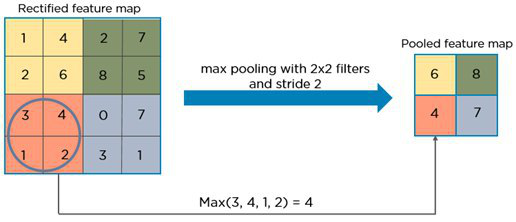 Rectified feature map
1 4 2 7
2 6 8 5
3 4 0 7
1 2 3 1
max pooling with 2x2 filters
and stride 2
Pooled feature map
6 8
4 7
Max(3, 4, 1, 2) = 4